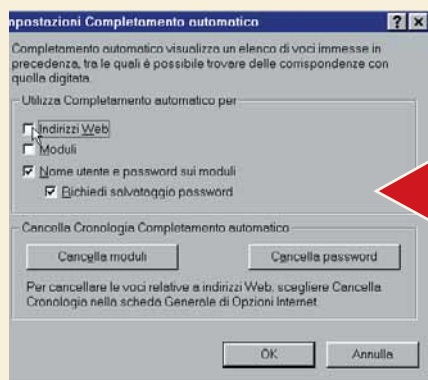 mpostazioni Completamento automatico
Completamento automatico visualizza un elenco di voci immesse in
precedenza, tra le quali è possibile trovare delle corrispondenze con
quella digitata.
Utilizza Completamento automatico per
Indirizzi Web
Moduli
Nome utente e password sui moduli
Richiedi salvataggio password
Cancella Cronologia Completamento automatico
Cancella moduli Cancella password
Per cancellare le voci relative a indirizzi Web, scegliere Cancella
Cronologia nella scheda Generale di Opzioni Internet.
OK Annulla